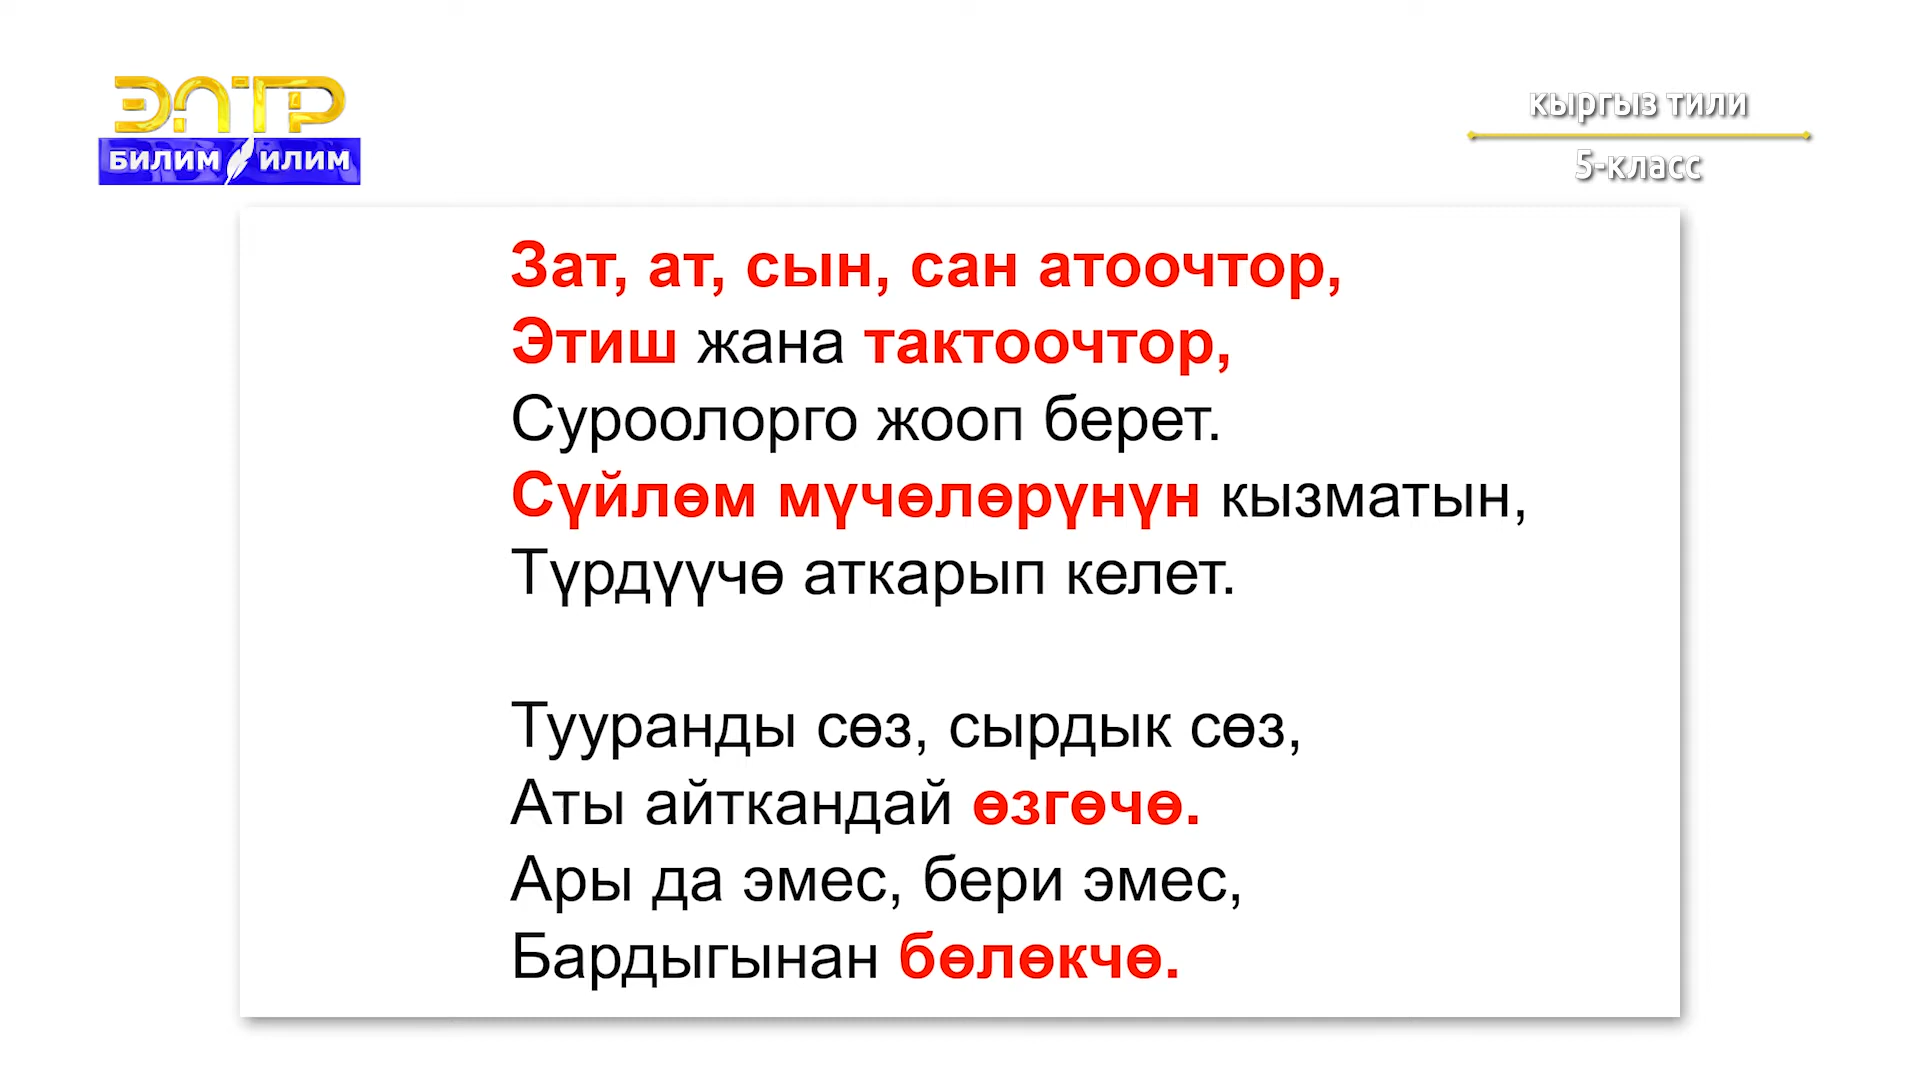 ЭЛТР
БИЛИМ ИЛИМ
кыргыз тили
5-класс
Зат, ат, сын, сан атоочтор,
Этиш жана тактоочтор,
Суроолорго жооп берет.
Сүйлөм мүчөлөрүнүн кызматын,
Түрдүүчө аткарып келет.
Тууранды сөз, сырдык сөз,
Аты айткандай өзгөчө.
Ары да эмес, бери эмес,
Бардыгынан бөлөкчө.